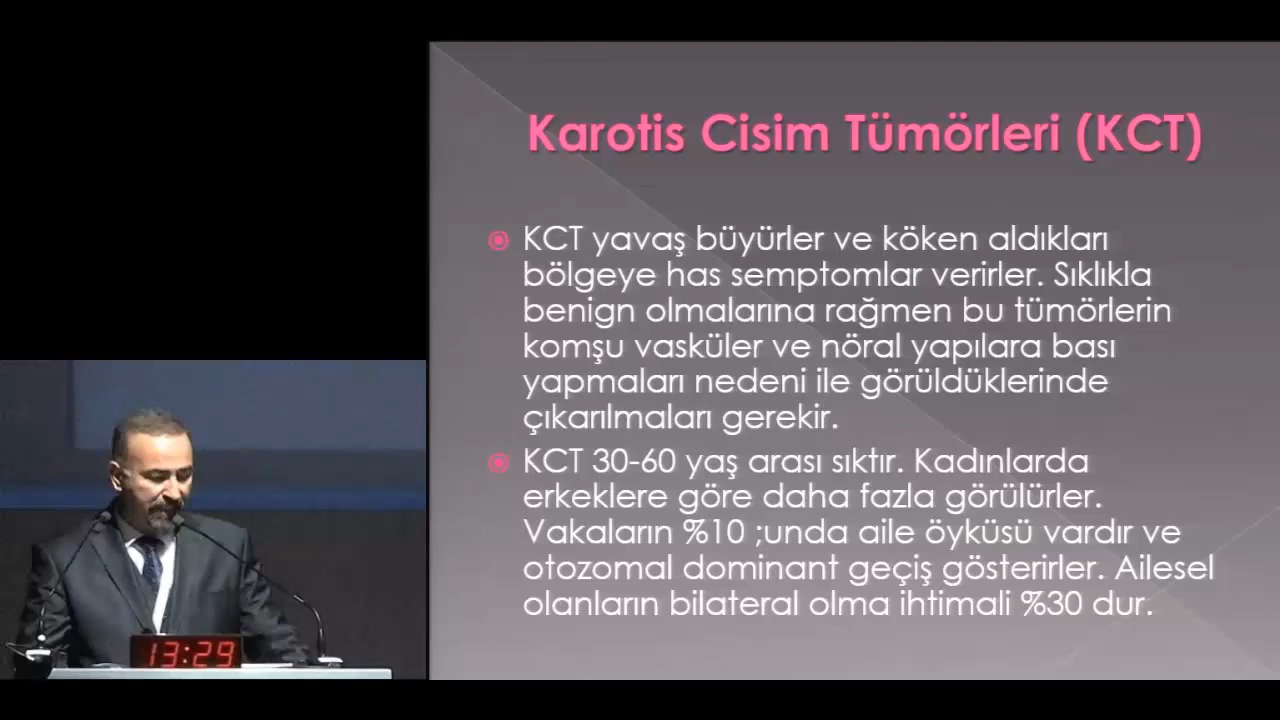 Karotis Cisim Tümörleri (KCT)
KCT yavaş büyürler ve köken aldıkları
bölgeye has semptomlar verirler. Sıklıkla
benign olmalarına rağmen bu tümörlerin
komşu vasküler ve nöral yapılara bası
yapmaları nedeni ile görüldüklerinde
çıkarılmaları gerekir.
KCT 30-60 yaş arası sıktır. Kadınlarda
erkeklere göre daha fazla görülürler.
Vakaların %10 ;unda aile öyküsü vardır ve
otozomal dominant geçiş gösterirler. Ailesel
olanların bilateral olma ihtimali %30 dur.
13:29